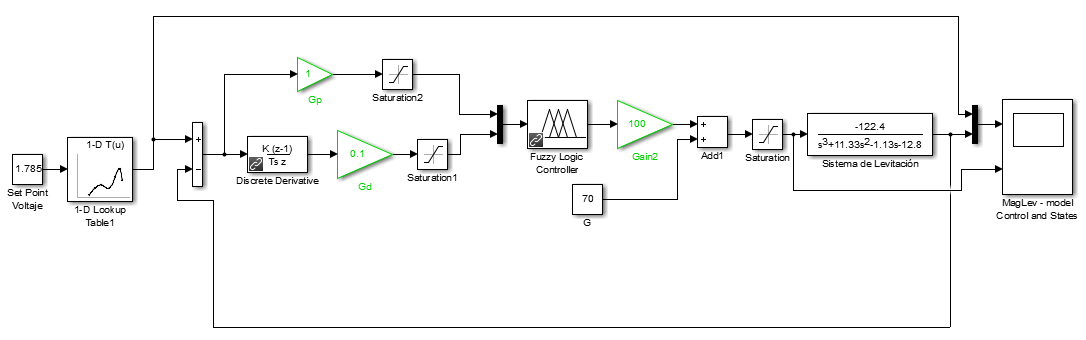 1.785
Set Point
Voltaje
1-D T(u)
1-D Lookup
Table1
+
−
1
Gp
Saturation2
K (z-1)
Ts z
Discrete Derivative
0.1
Gd
Saturation1
Fuzzy Logic
Controller
100
Gain2
70
G
+
+
Add1
Saturation
-122.4
s³+11.33s²-1.13s-12.8
Sistema de Levitación
MagLev - model
Control and States